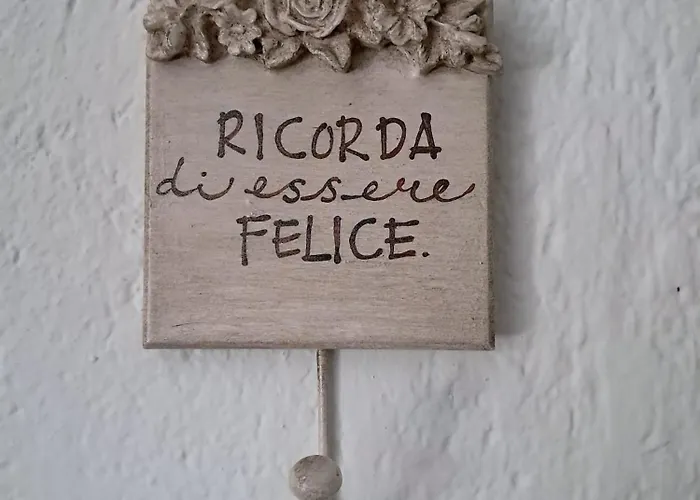 RICORDA
di essere
FELICE.